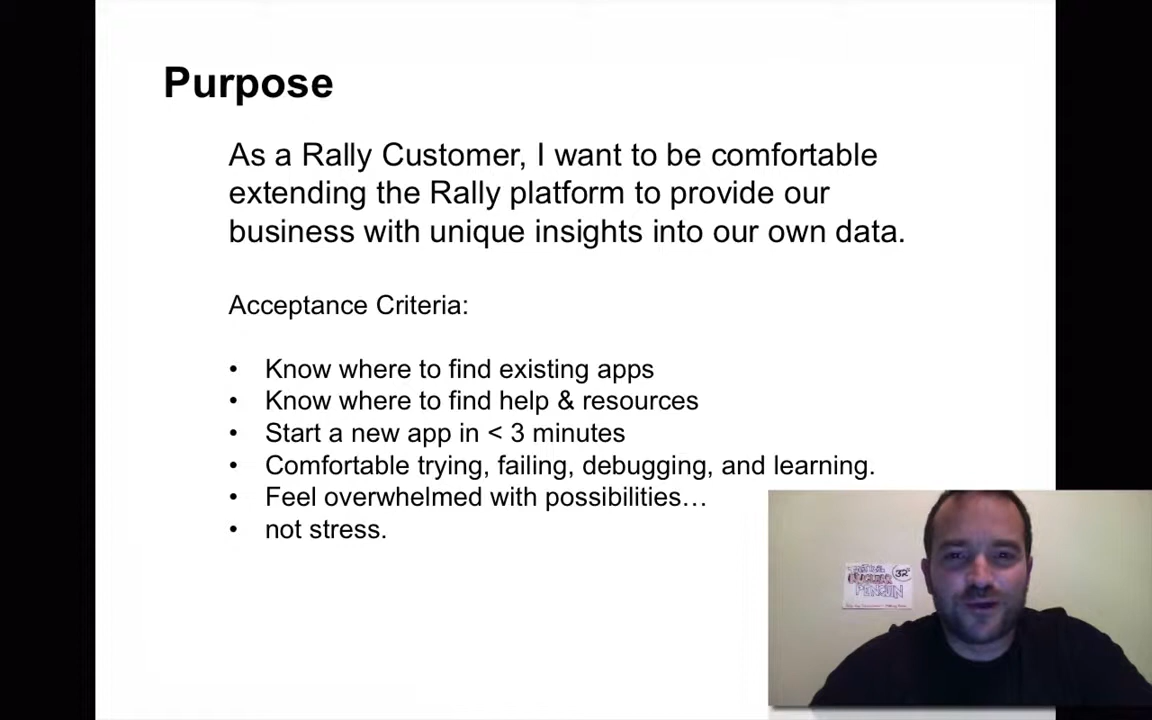 Purpose
As a Rally Customer, I want to be comfortable
extending the Rally platform to provide our
business with unique insights into our own data.
Acceptance Criteria:
• Know where to find existing apps
• Know where to find help & resources
• Start a new app in < 3 minutes
• Comfortable trying, failing, debugging, and learning.
• Feel overwhelmed with possibilities…
• not stress.
32°
PENGUIN